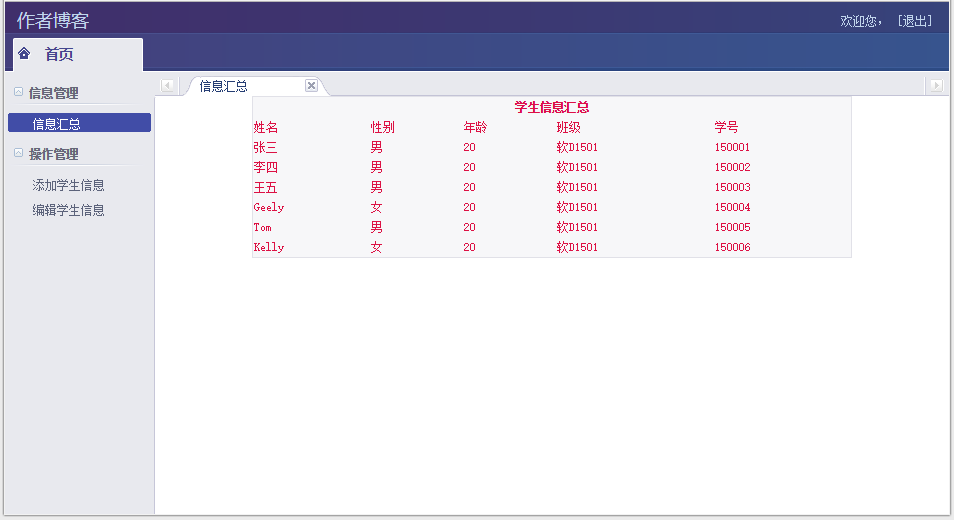 作者博客
欢迎您， [退出]
首页
信息管理
信息汇总
操作管理
添加学生信息
编辑学生信息
信息汇总
学生信息汇总
姓名 性别 年龄 班级 学号
张三 男 20 软D1501 150001
李四 男 20 软D1501 150002
王五 男 20 软D1501 150003
Geely 女 20 软D1501 150004
Tom 男 20 软D1501 150005
Kelly 女 20 软D1501 150006